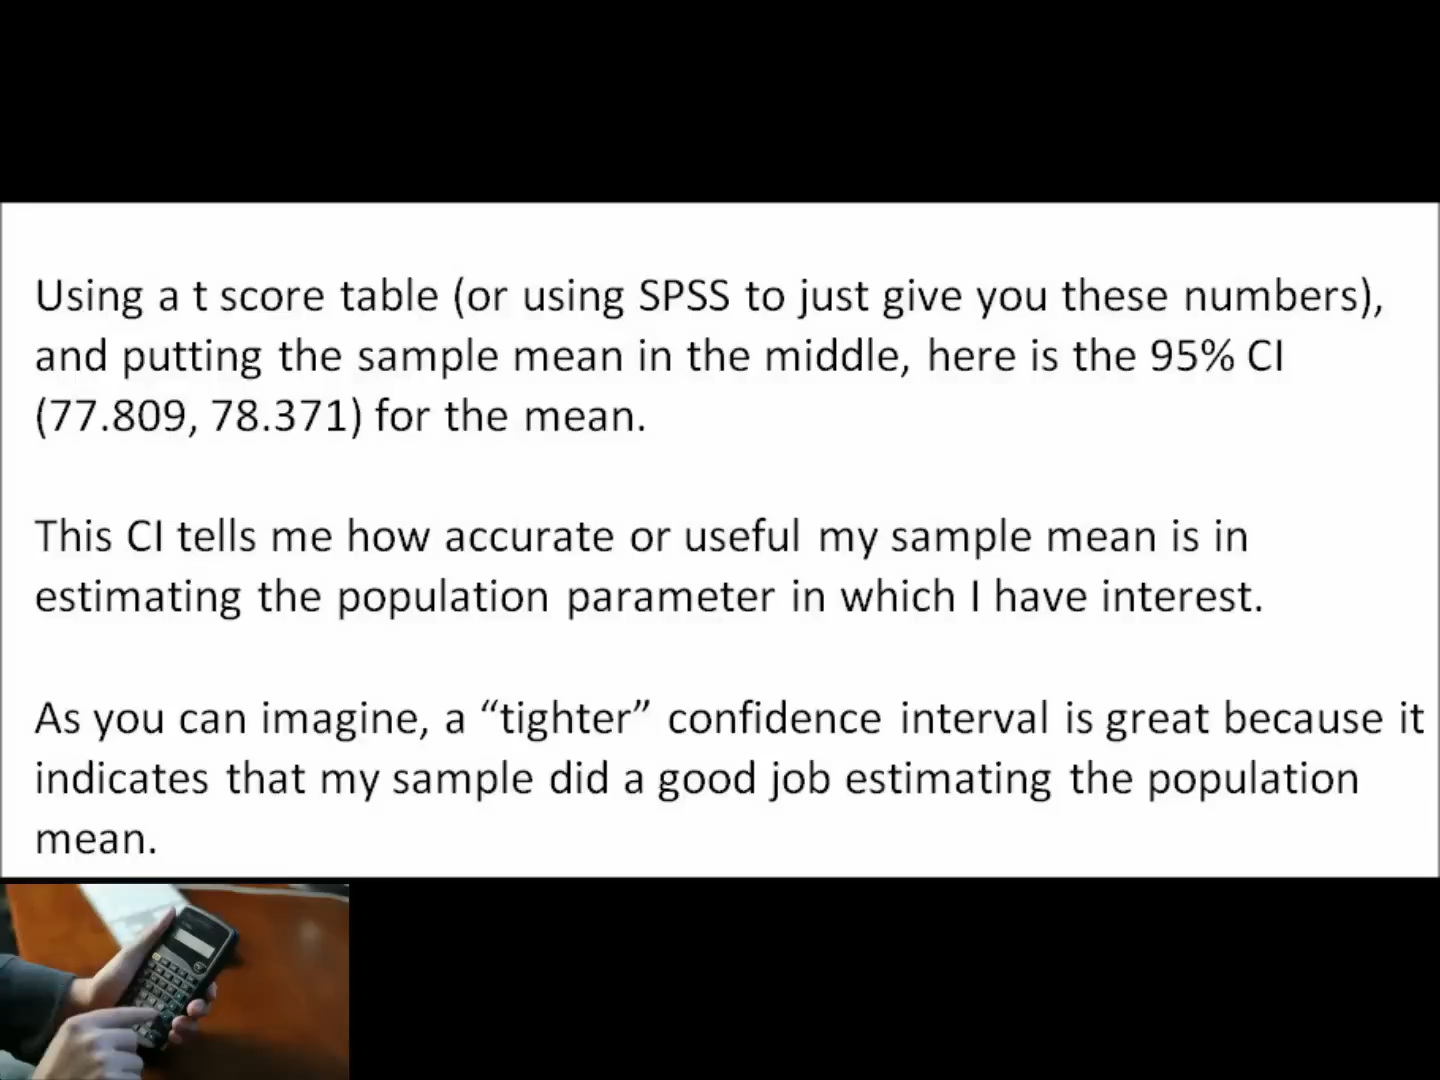 Using a t score table (or using SPSS to just give you these numbers),
and putting the sample mean in the middle, here is the 95% CI
(77.809, 78.371) for the mean.
This CI tells me how accurate or useful my sample mean is in
estimating the population parameter in which I have interest.
As you can imagine, a “tighter” confidence interval is great because it
indicates that my sample did a good job estimating the population
mean.